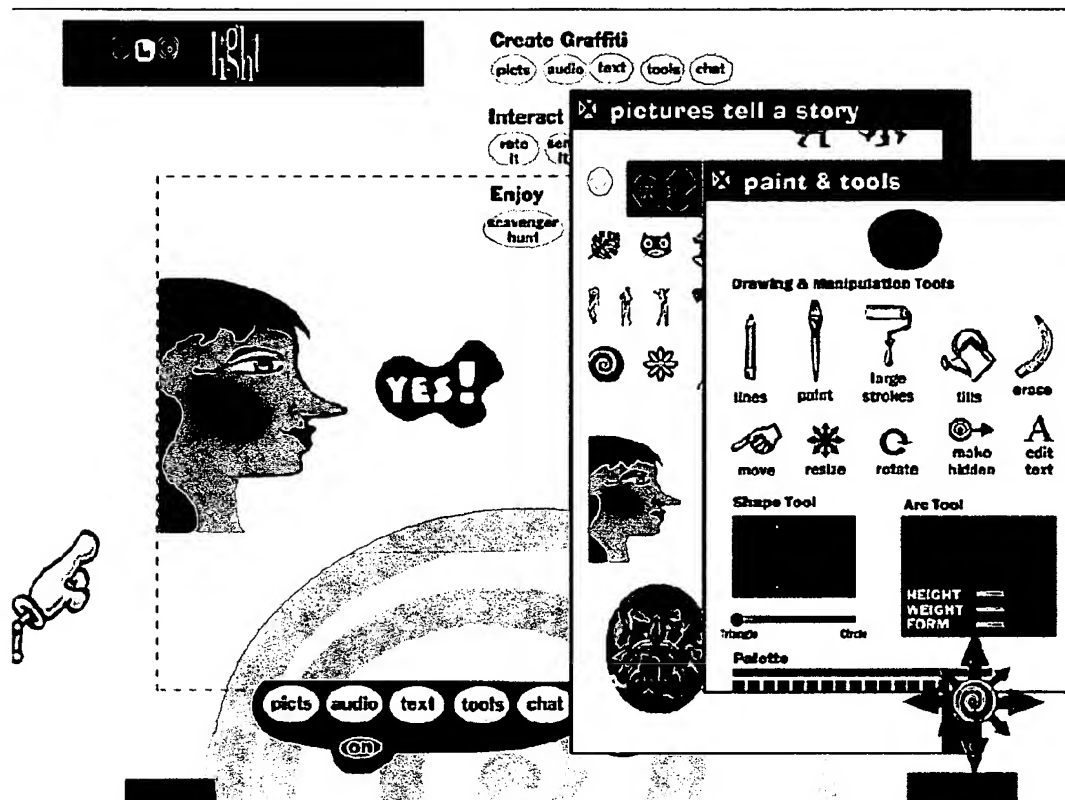 L
light
Create Graffiti
picts audio text tools chat
Interact
rate it
Enjoy
scavenger hunt
pictures tell a story
paint & tools
Drawing & Manipulation Tools
lines paint large strokes fills erase
move resize rotate make hidden A edit text
Shape Tool Arc Tool
HEIGHT
WEIGHT
FORM
Triangle Circle
Palette
YES!
picts audio text tools chat
on